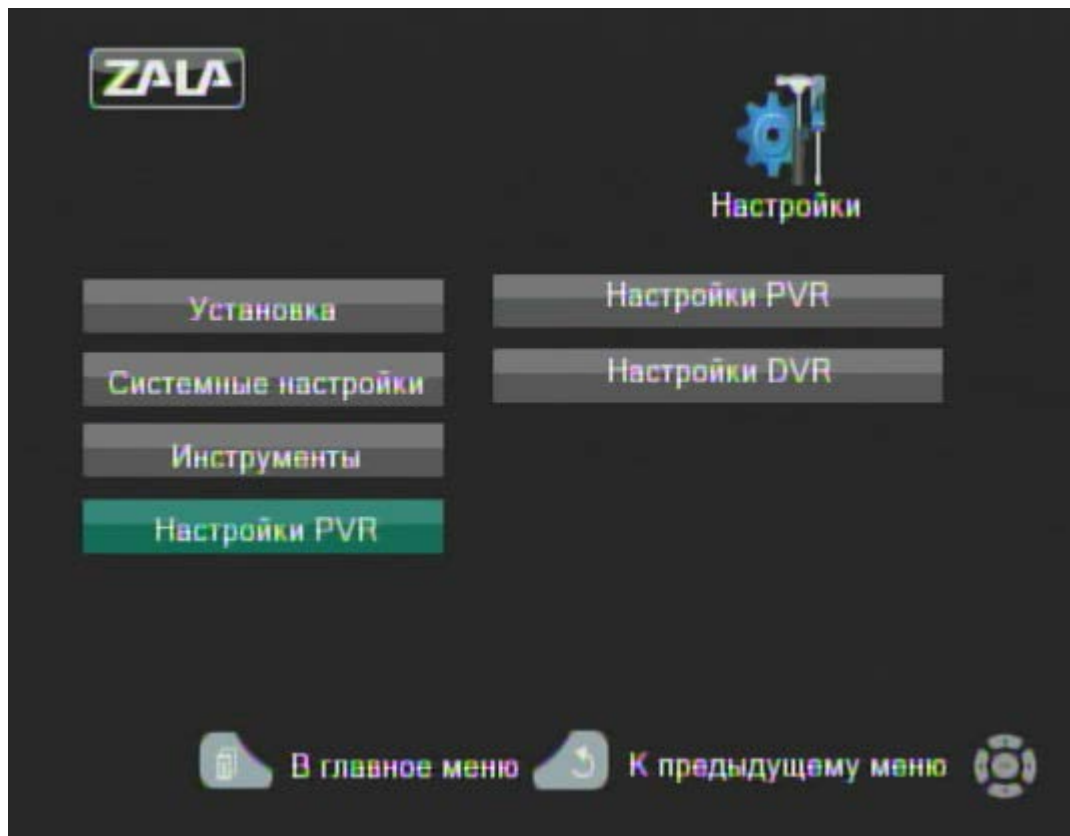 ZALA
Настройки
Установка
Системные настройки
Инструменты
Настройки PVR
Настройки PVR
Настройки DVR
В главное меню
К предыдущему меню